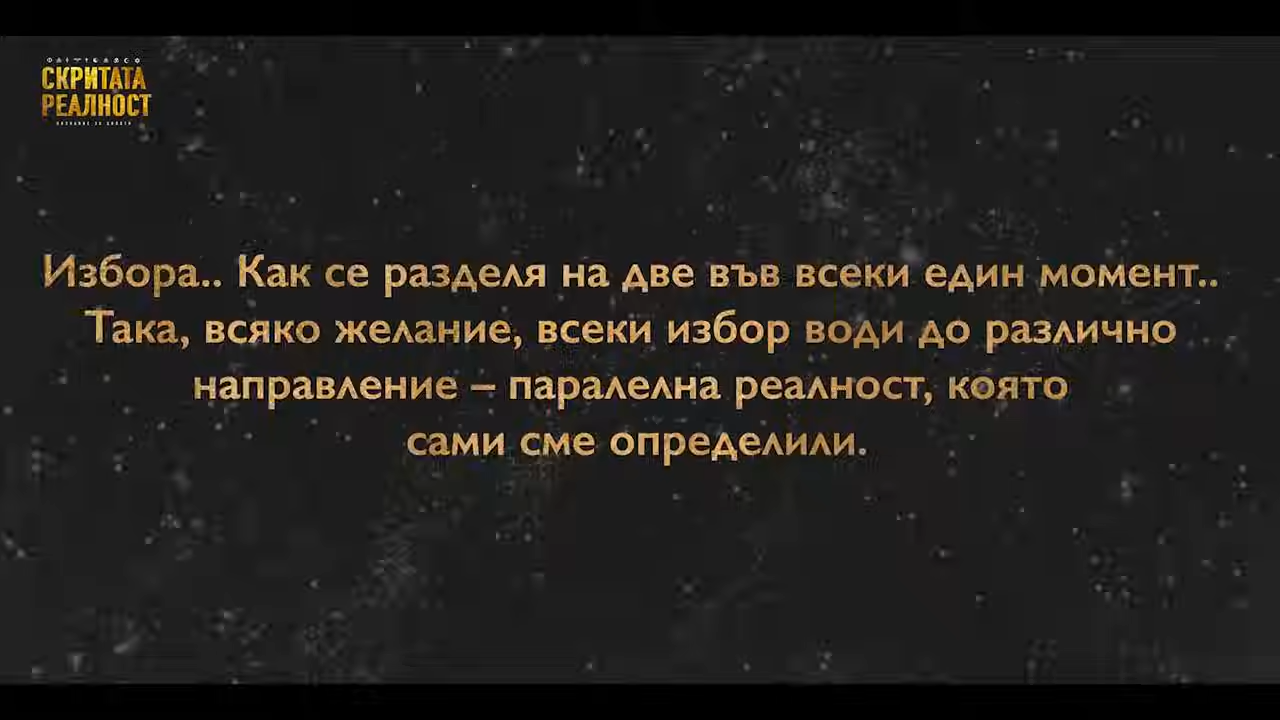 СКРИТАТА
РЕАЛНОСТ
Избора.. Как се разделя на две във всеки един момент..
Така, всяко желание, всеки избор води до различно
направление – паралелна реалност, която
сами сме определили.